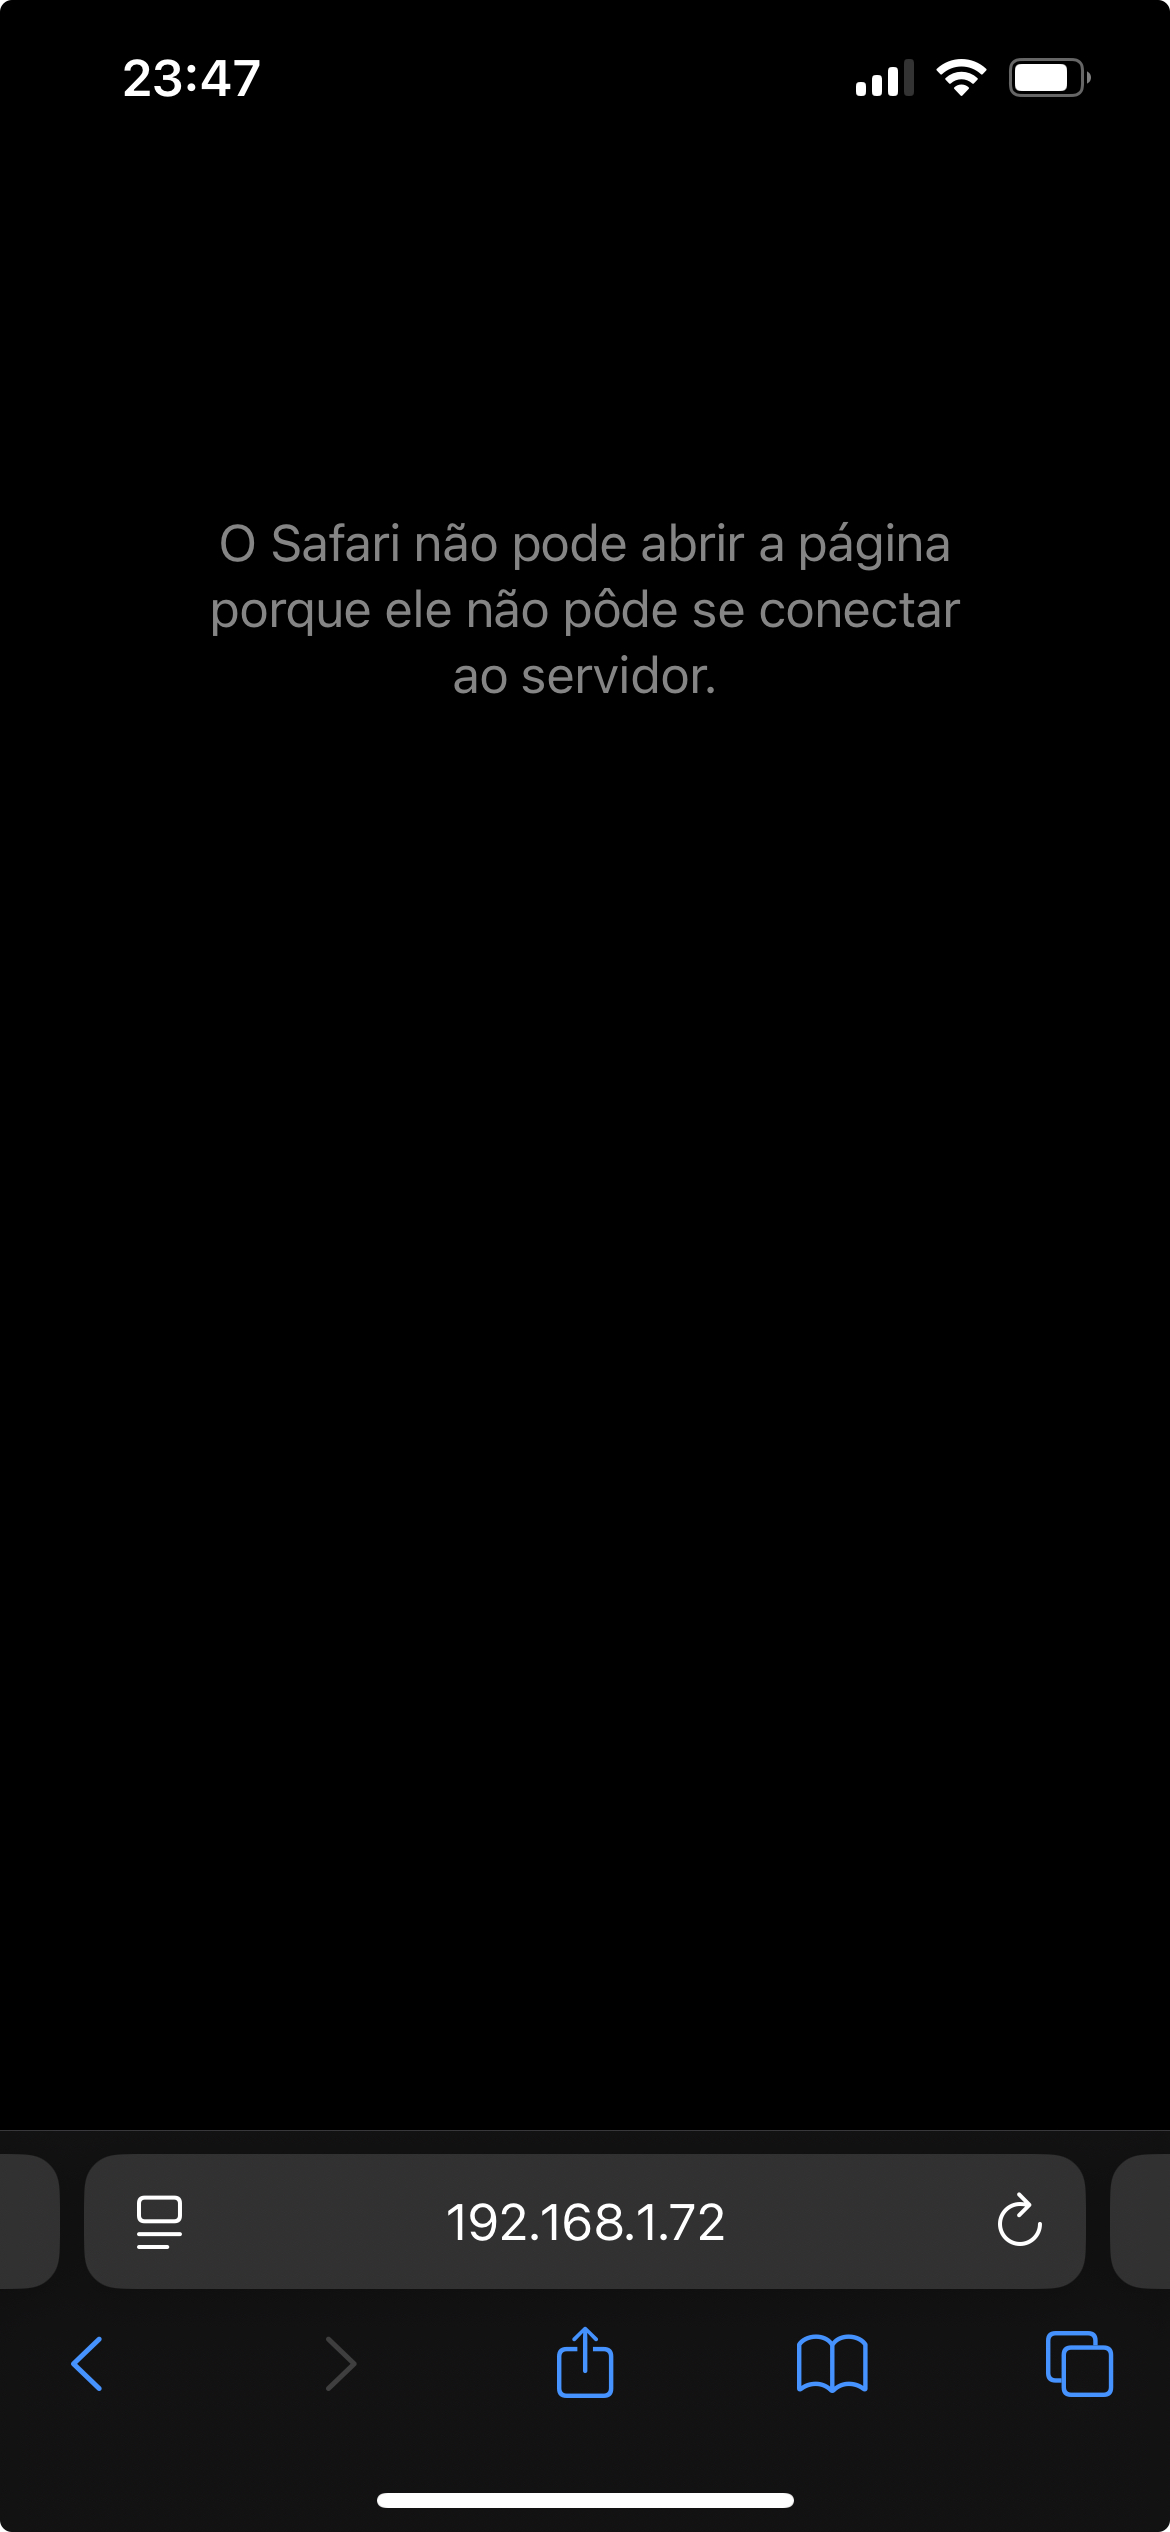 23:47
O Safari não pode abrir a página
porque ele não pôde se conectar
ao servidor.
192.168.1.72